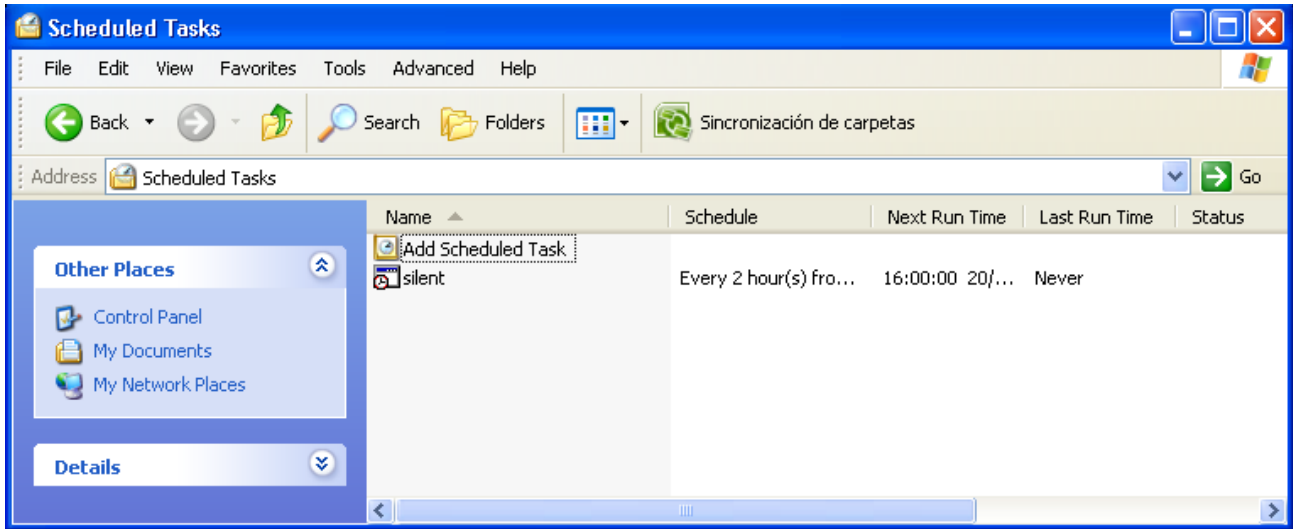 Scheduled Tasks
File Edit View Favorites Tools Advanced Help
Back Search Folders Sincronización de carpetas
Address Scheduled Tasks Go
Name Schedule Next Run Time Last Run Time Status
Add Scheduled Task
silent Every 2 hour(s) fro... 16:00:00 20/... Never
Other Places
Control Panel
My Documents
My Network Places
Details